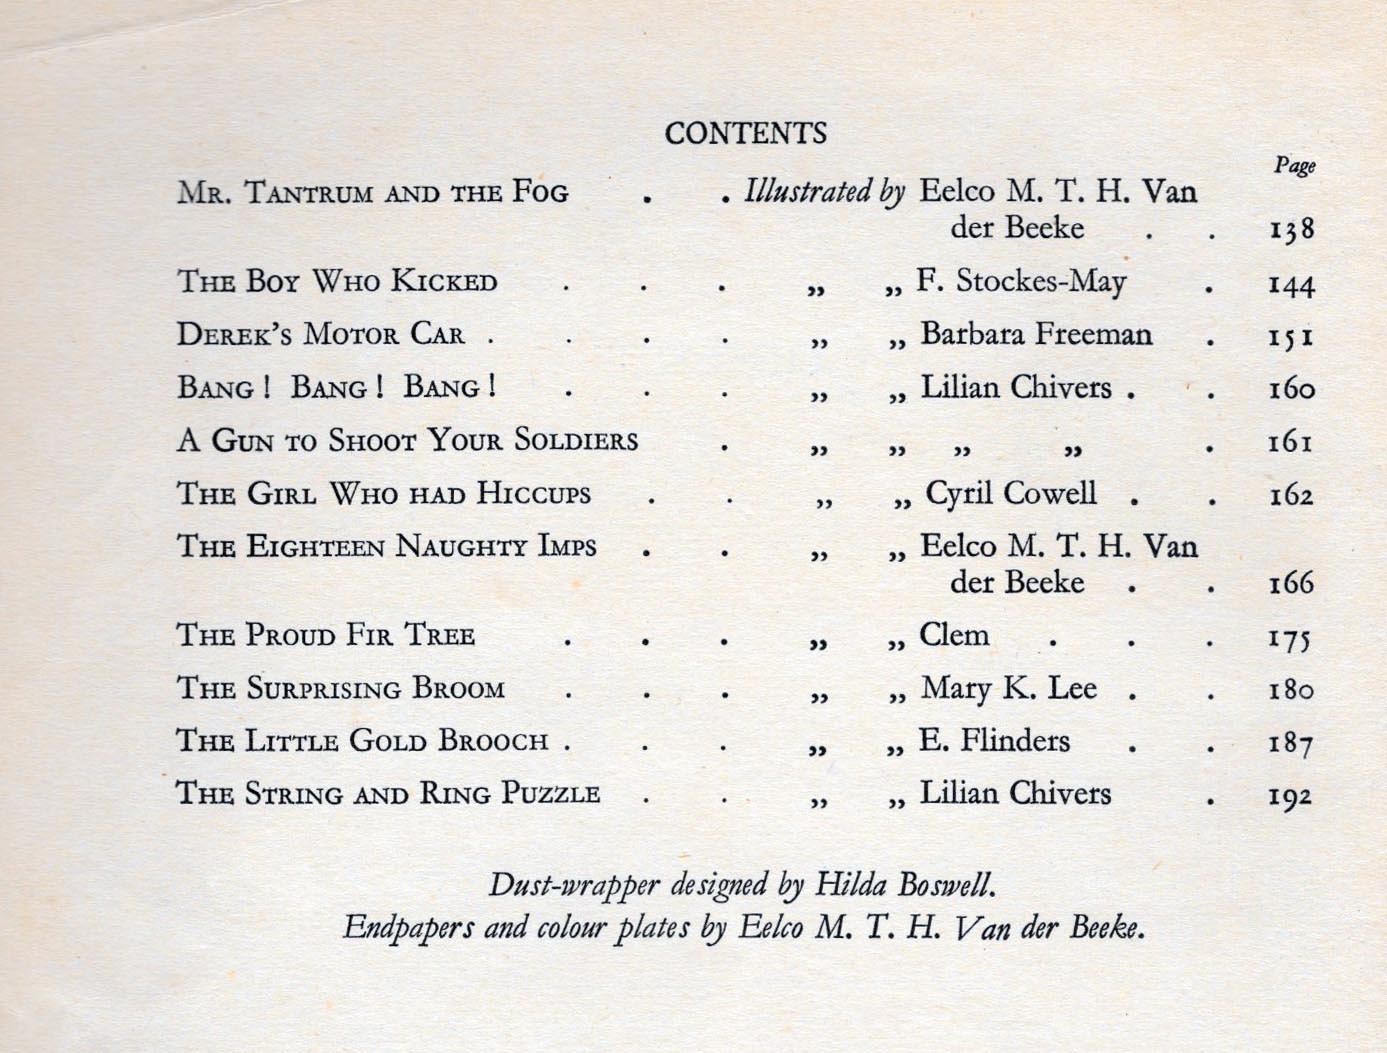 CONTENTS
Page
Mr. Tantrum and the Fog . . Illustrated by Eelco M. T. H. Van
der Beeke . . 138
The Boy Who Kicked . . . „ „ F. Stockes-May . 144
Derek's Motor Car . . . . „ „ Barbara Freeman . 151
Bang! Bang! Bang! . . . „ „ Lilian Chivers . . 160
A Gun to Shoot Your Soldiers . „ „ „ „ . 161
The Girl Who had Hiccups . . „ „ Cyril Cowell . . 162
The Eighteen Naughty Imps . . „ „ Eelco M. T. H. Van
der Beeke . . 166
The Proud Fir Tree . . . „ „ Clem . . . 175
The Surprising Broom . . . „ „ Mary K. Lee . . 180
The Little Gold Brooch . . . „ „ E. Flinders . . 187
The String and Ring Puzzle . . „ „ Lilian Chivers . 192
Dust-wrapper designed by Hilda Boswell.
Endpapers and colour plates by Eelco M. T. H. Van der Beeke.